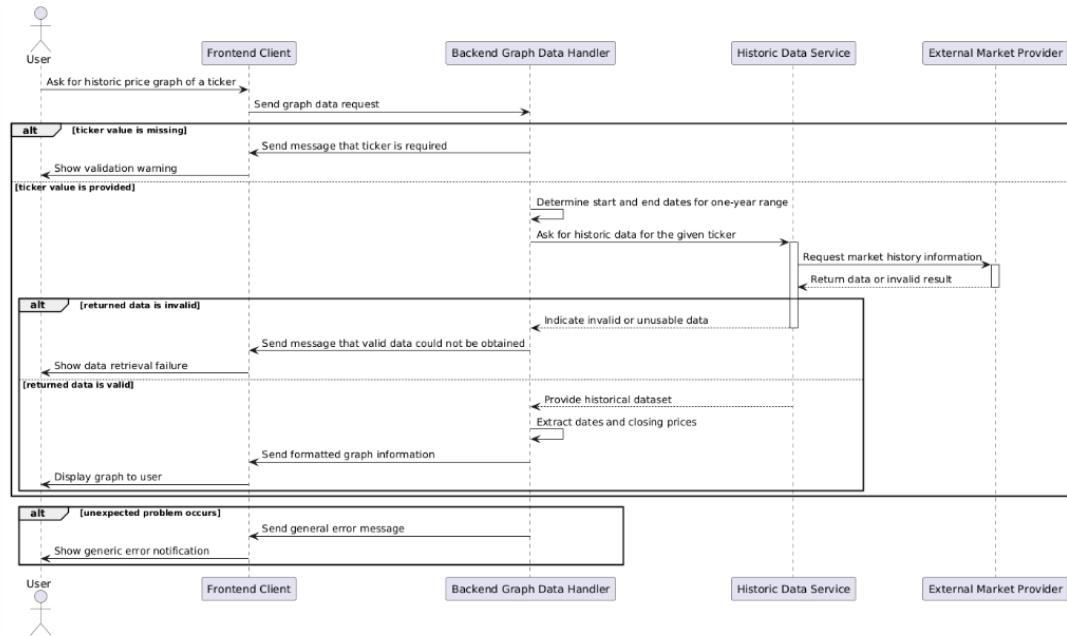 User
Frontend Client
Backend Graph Data Handler
Historic Data Service
External Market Provider
Ask for historic price graph of a ticker
Send graph data request
alt
[ticker value is missing]
Send message that ticker is required
Show validation warning
[ticker value is provided]
Determine start and end dates for one-year range
Ask for historic data for the given ticker
Request market history information
Return data or invalid result
alt
[returned data is invalid]
Indicate invalid or unusable data
Send message that valid data could not be obtained
Show data retrieval failure
[returned data is valid]
Provide historical dataset
Extract dates and closing prices
Send formatted graph information
Display graph to user
alt
[unexpected problem occurs]
Send general error message
Show generic error notification
User
Frontend Client
Backend Graph Data Handler
Historic Data Service
External Market Provider